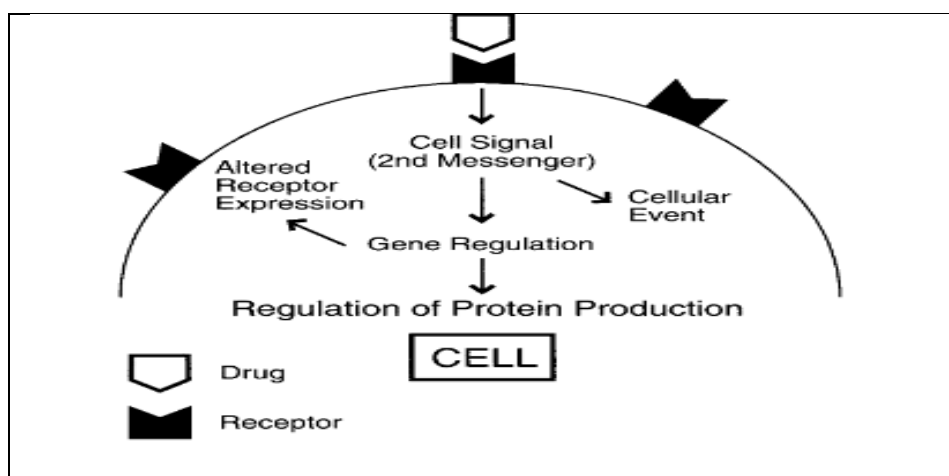 Cell Signal
(2nd Messenger)
Altered
Receptor
Expression
Cellular
Event
Gene Regulation
Regulation of Protein Production
CELL
Drug
Receptor